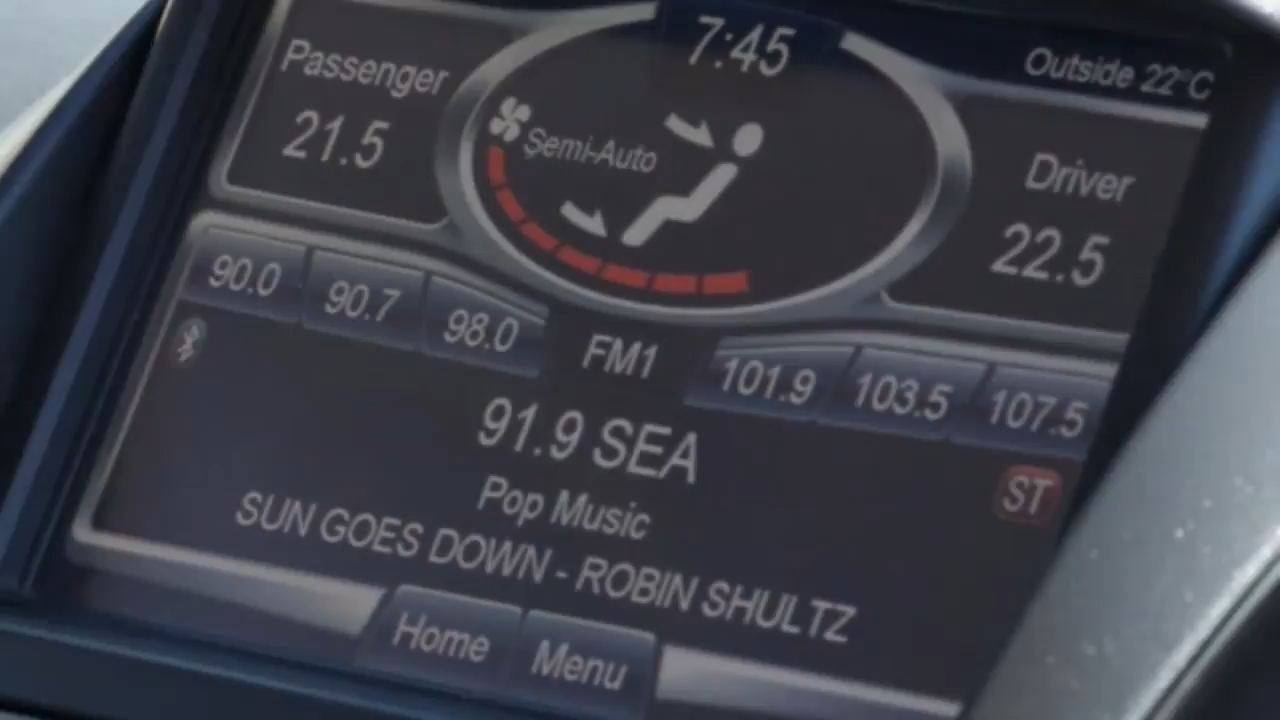 7:45
Outside 22°C
Passenger
21.5
Semi-Auto
Driver
22.5
90.0 90.7 98.0 FM1 101.9 103.5 107.5
91.9 SEA
Pop Music
ST
SUN GOES DOWN - ROBIN SHULTZ
Home Menu